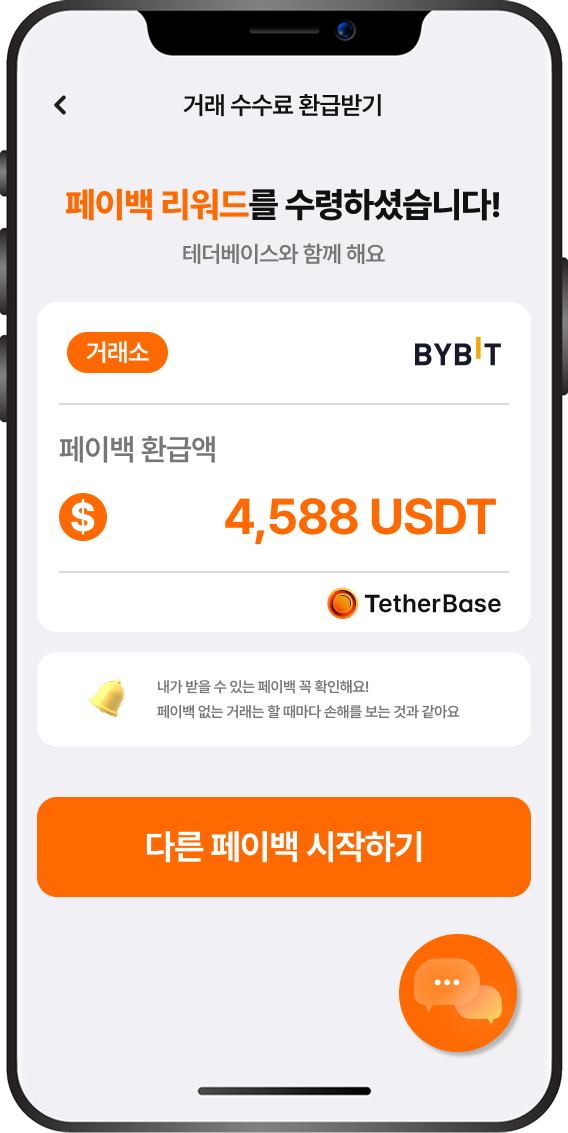 거래 수수료 환급받기
페이백 리워드를 수령하셨습니다!
테더베이스와 함께 해요
거래소
BYBIT
페이백 환급액
$ 4,588 USDT
TetherBase
내가 받을 수 있는 페이백 꼭 확인해요!
페이백 없는 거래는 할 때마다 손해를 보는 것과 같아요
다른 페이백 시작하기